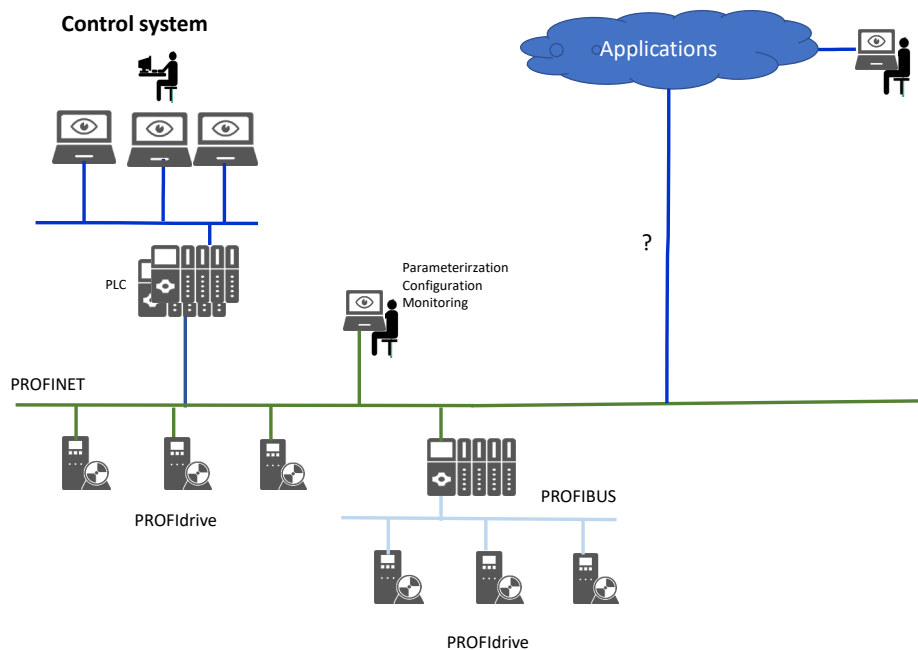 Control system
Applications
?
PLC
Parameterirzation
Configuration
Monitoring
PROFINET
PROFIBUS
PROFIdrive
PROFIdrive